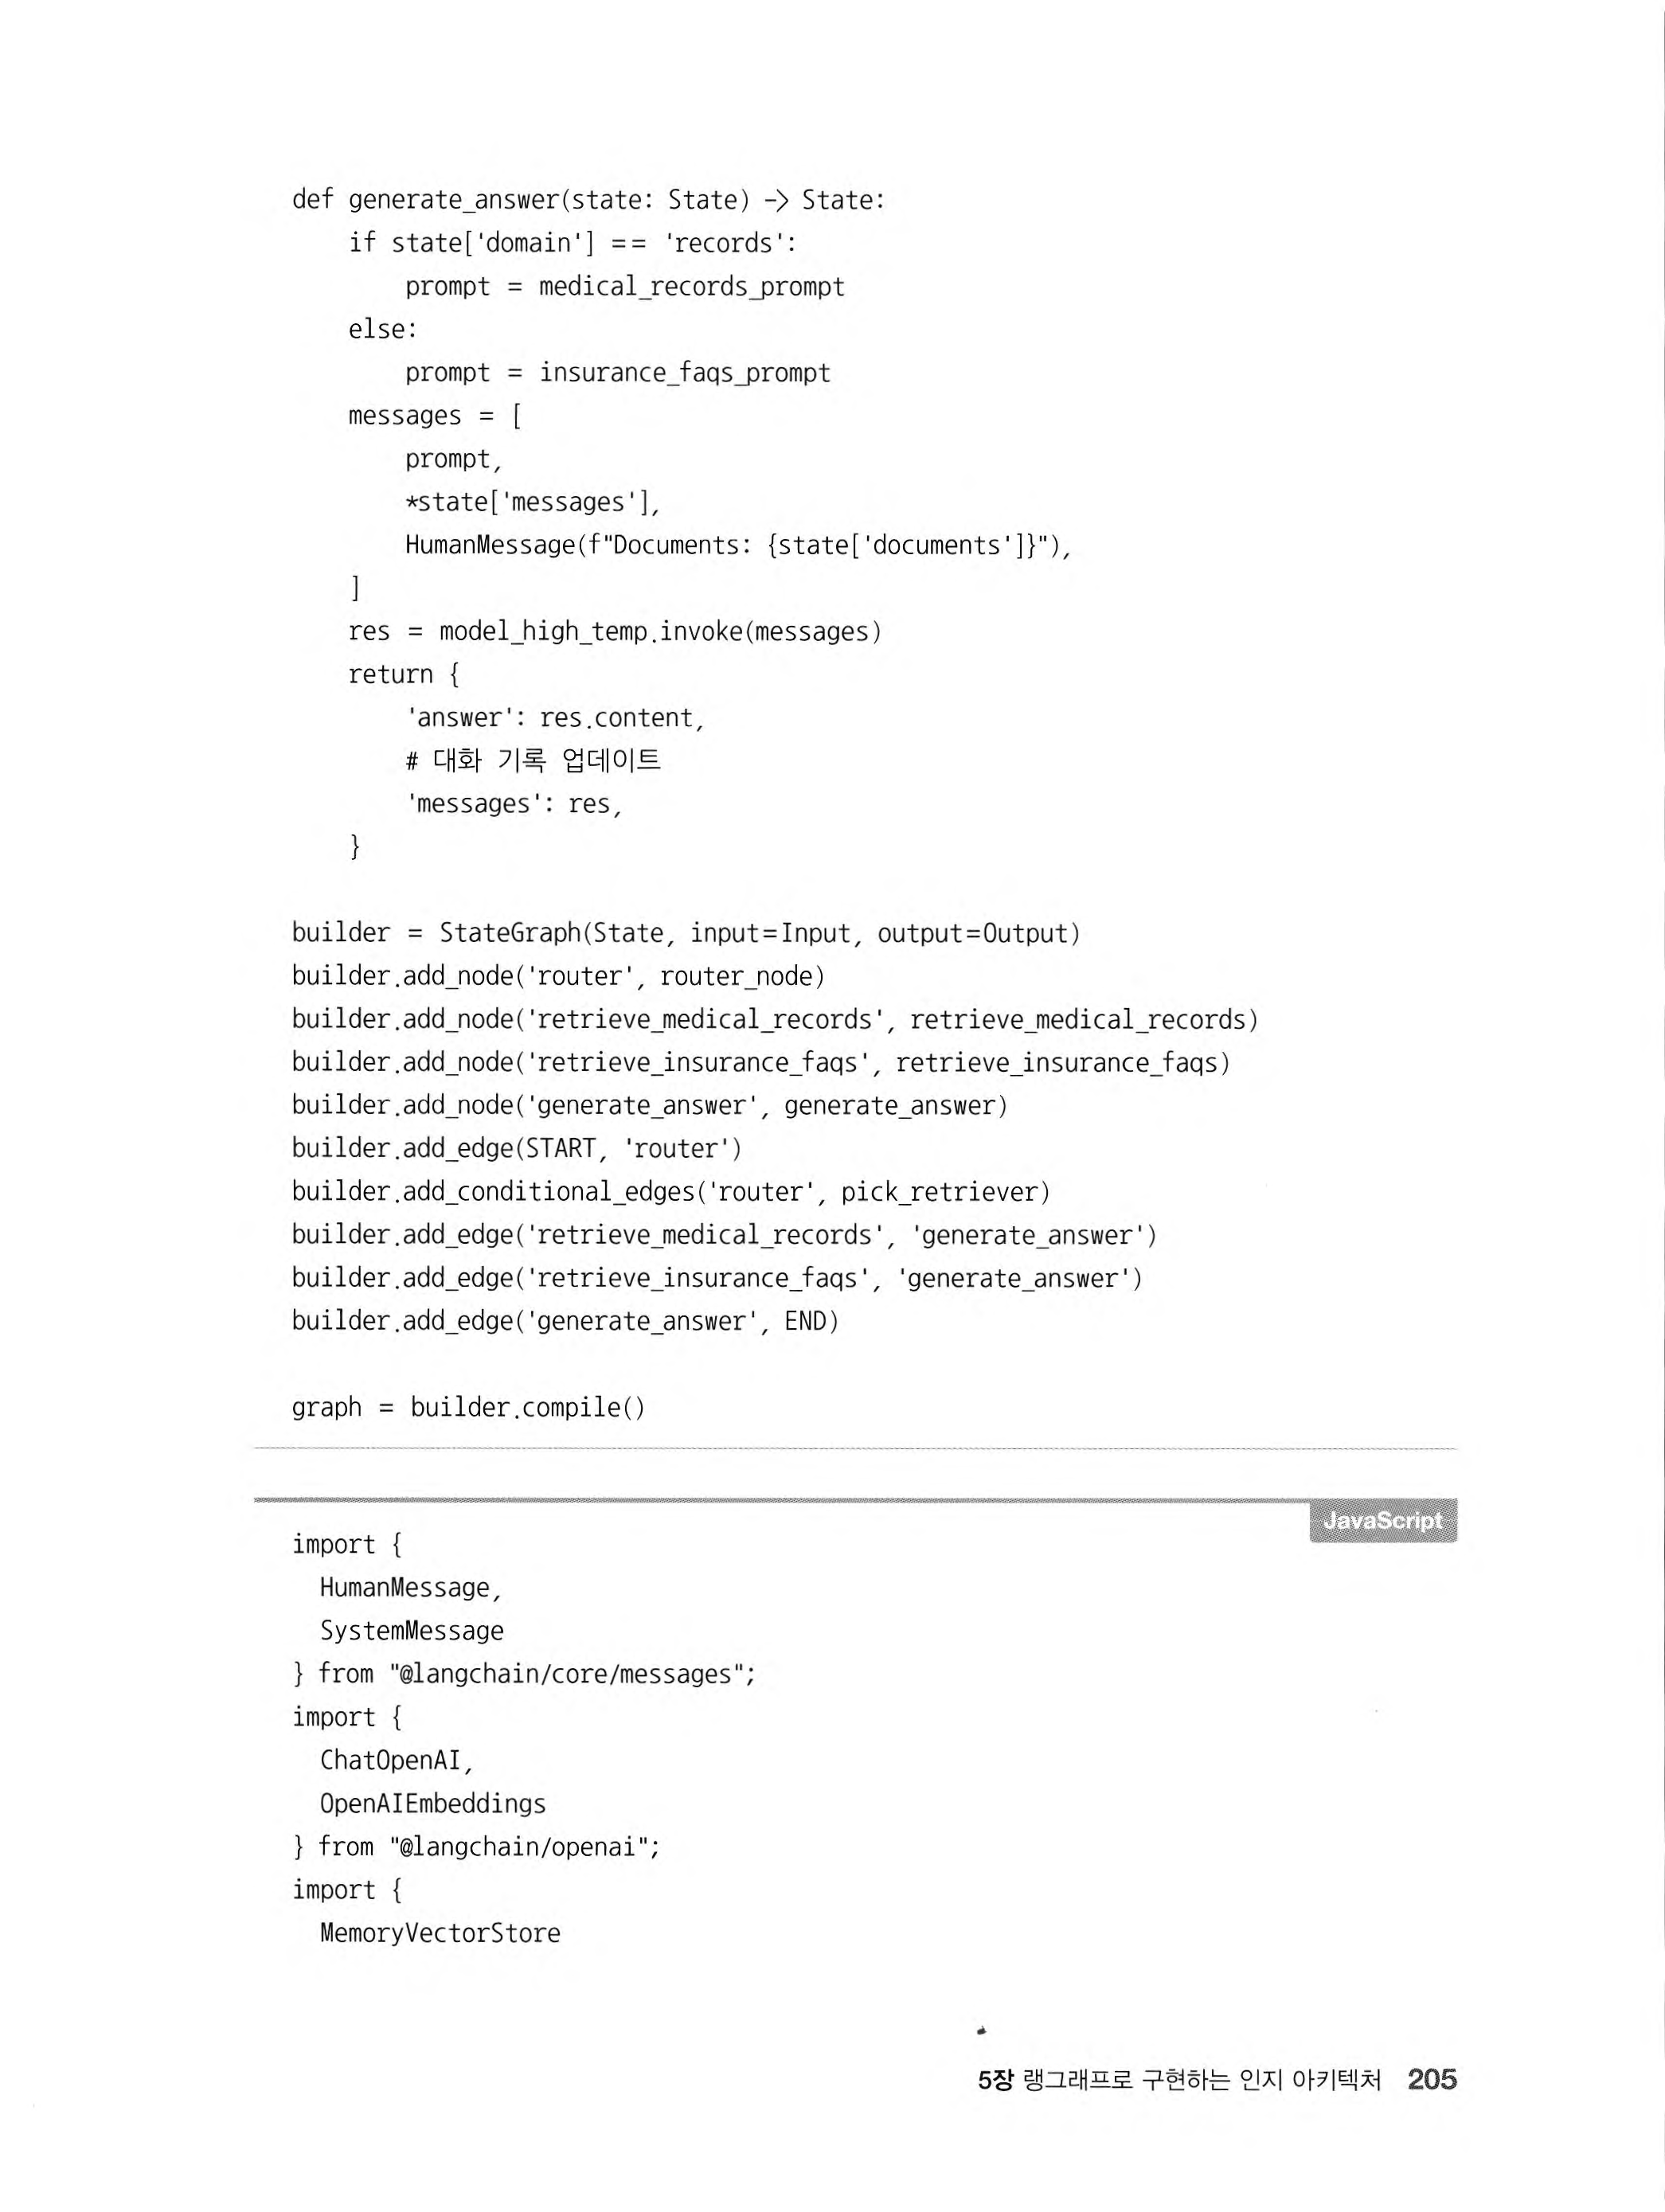 def generate_answer(state: State) -> State:
    if state['domain'] == 'records':
        prompt = medical_records_prompt
    else:
        prompt = insurance_faqs_prompt
    messages = [
        prompt,
        *state['messages'],
        HumanMessage(f"Documents: {state['documents']}"),
    ]
    res = model_high_temp.invoke(messages)
    return {
        'answer': res.content,
        # 대화 기록 업데이트
        'messages': res,
    }

builder = StateGraph(State, input=Input, output=Output)
builder.add_node('router', router_node)
builder.add_node('retrieve_medical_records', retrieve_medical_records)
builder.add_node('retrieve_insurance_faqs', retrieve_insurance_faqs)
builder.add_node('generate_answer', generate_answer)
builder.add_edge(START, 'router')
builder.add_conditional_edges('router', pick_retriever)
builder.add_edge('retrieve_medical_records', 'generate_answer')
builder.add_edge('retrieve_insurance_faqs', 'generate_answer')
builder.add_edge('generate_answer', END)

graph = builder.compile()

JavaScript
import {
  HumanMessage,
  SystemMessage
} from "@langchain/core/messages";
import {
  ChatOpenAI,
  OpenAIEmbeddings
} from "@langchain/openai";
import {
  MemoryVectorStore

5장 랭그래프로 구현하는 인지 아키텍처 205